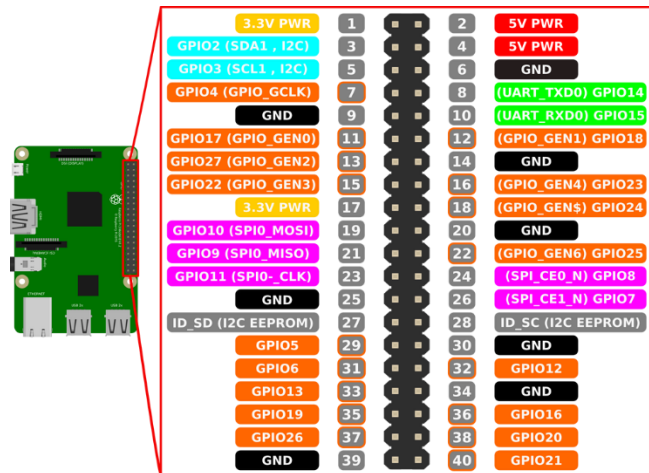 3.3V PWR 1 2 5V PWR
GPIO2 (SDA1 , I2C) 3 4 5V PWR
GPIO3 (SCL1 , I2C) 5 6 GND
GPIO4 (GPIO_GCLK) 7 8 (UART_TXD0) GPIO14
GND 9 10 (UART_RXD0) GPIO15
GPIO17 (GPIO_GEN0) 11 12 (GPIO_GEN1) GPIO18
GPIO27 (GPIO_GEN2) 13 14 GND
GPIO22 (GPIO_GEN3) 15 16 (GPIO_GEN4) GPIO23
3.3V PWR 17 18 (GPIO_GEN$) GPIO24
GPIO10 (SPI0_MOSI) 19 20 GND
GPIO9 (SPI0_MISO) 21 22 (GPIO_GEN6) GPIO25
GPIO11 (SPI0-_CLK) 23 24 (SPI_CE0_N) GPIO8
GND 25 26 (SPI_CE1_N) GPIO7
ID_SD (I2C EEPROM) 27 28 ID_SC (I2C EEPROM)
GPIO5 29 30 GND
GPIO6 31 32 GPIO12
GPIO13 33 34 GND
GPIO19 35 36 GPIO16
GPIO26 37 38 GPIO20
GND 39 40 GPIO21